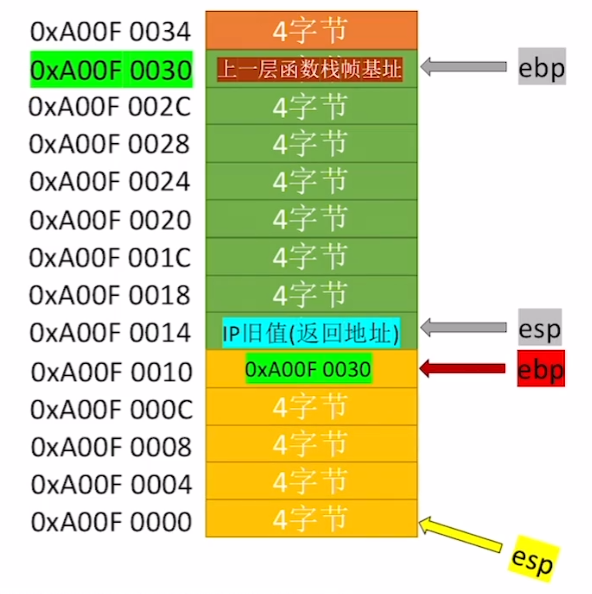 0xA00F 0034 4字节
0xA00F 0030 上一层函数栈帧基址 ebp
0xA00F 002C 4字节
0xA00F 0028 4字节
0xA00F 0024 4字节
0xA00F 0020 4字节
0xA00F 001C 4字节
0xA00F 0018 4字节
0xA00F 0014 IP旧值(返回地址) esp
0xA00F 0010 0xA00F 0030 ebp
0xA00F 000C 4字节
0xA00F 0008 4字节
0xA00F 0004 4字节
0xA00F 0000 4字节
esp